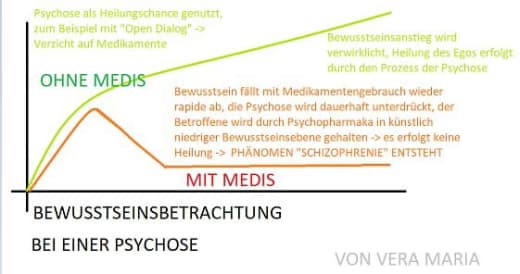 Psychose als Heilungschance genutzt,
zum Beispiel mit "Open Dialog" ->
Verzicht auf Medikamente
Bewusstseinsanstieg wird
verwirklicht, Heilung des Egos erfolgt
durch den Prozess der Psychose
OHNE MEDIS
Bewusstsein fällt mit Medikamentengebrauch wieder
rapide ab, die Psychose wird dauerhaft unterdrückt, der
Betroffene wird durch Psychopharmaka in künstlich
niedriger Bewusstseinsebene gehalten -> es erfolgt keine
Heilung -> PHÄNOMEN "SCHIZOPHRENIE" ENTSTEHT
MIT MEDIS
BEWUSSTSEINSBETRACHTUNG
BEI EINER PSYCHOSE
VON VERA MARIA